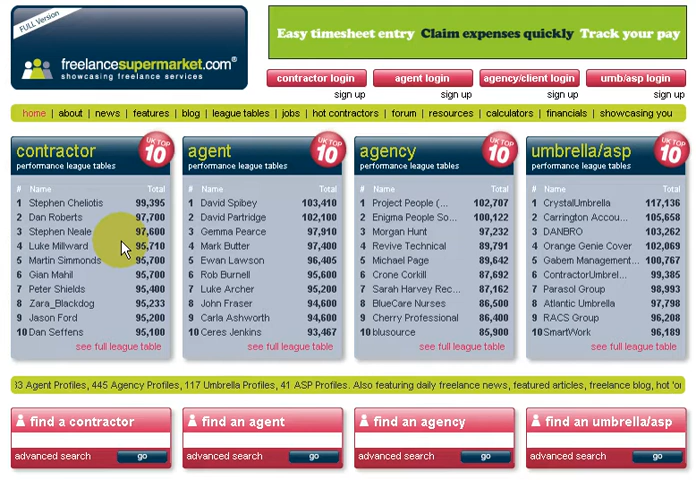 FULL Version
freelancesupermarket.com®
showcasing freelance services
Easy timesheet entry Claim expenses quickly Track your pay
contractor login agent login agency/client login umb/asp login
sign up sign up sign up sign up
home | about | news | features | blog | league tables | jobs | hot contractors | forum | resources | calculators | financials | showcasing you
contractor
performance league tables
UK TOP 10
# Name Total
1 Stephen Cheliotis 99,395
2 Dan Roberts 97,700
3 Stephen Neale 97,600
4 Luke Millward 95,710
5 Martin Simmonds 95,700
6 Gian Mahil 95,700
7 Peter Shields 95,400
8 Zara_Blackdog 95,233
9 Jason Ford 95,200
10 Dan Seffens 95,100
see full league table
agent
performance league tables
UK TOP 10
# Name Total
1 David Spibey 103,410
2 David Partridge 102,100
3 Gemma Pearce 97,910
4 Mark Butter 97,400
5 Ewan Lawson 96,405
6 Rob Burnell 95,600
7 Luke Archer 95,200
8 John Fraser 94,600
9 Carla Ashworth 94,600
10 Ceres Jenkins 93,467
see full league table
agency
performance league tables
UK TOP 10
# Name Total
1 Project People (... 102,707
2 Enigma People So... 100,122
3 Morgan Hunt 97,232
4 Revive Technical 89,791
5 Michael Page 89,642
6 Crone Corkill 87,692
7 Sarah Harvey Rec... 87,162
8 BlueCare Nurses 86,500
9 Cherry Professional 86,400
10 blusource 85,900
see full league table
umbrella/asp
performance league tables
UK TOP 10
# Name Total
1 CrystalUmbrella 117,136
2 Carrington Accou... 105,658
3 DANBRO 103,262
4 Orange Genie Cover 102,069
5 Gabem Management... 100,767
6 ContractorUmbrel... 99,385
7 Parasol Group 98,993
8 Atlantic Umbrella 97,798
9 RACS Group 96,208
10 SmartWork 96,189
see full league table
33 Agent Profiles, 445 Agency Profiles, 117 Umbrella Profiles, 41 ASP Profiles. Also featuring daily freelance news, featured articles, freelance blog, hot 'or
find a contractor find an agent find an agency find an umbrella/asp
advanced search go advanced search go advanced search go advanced search go